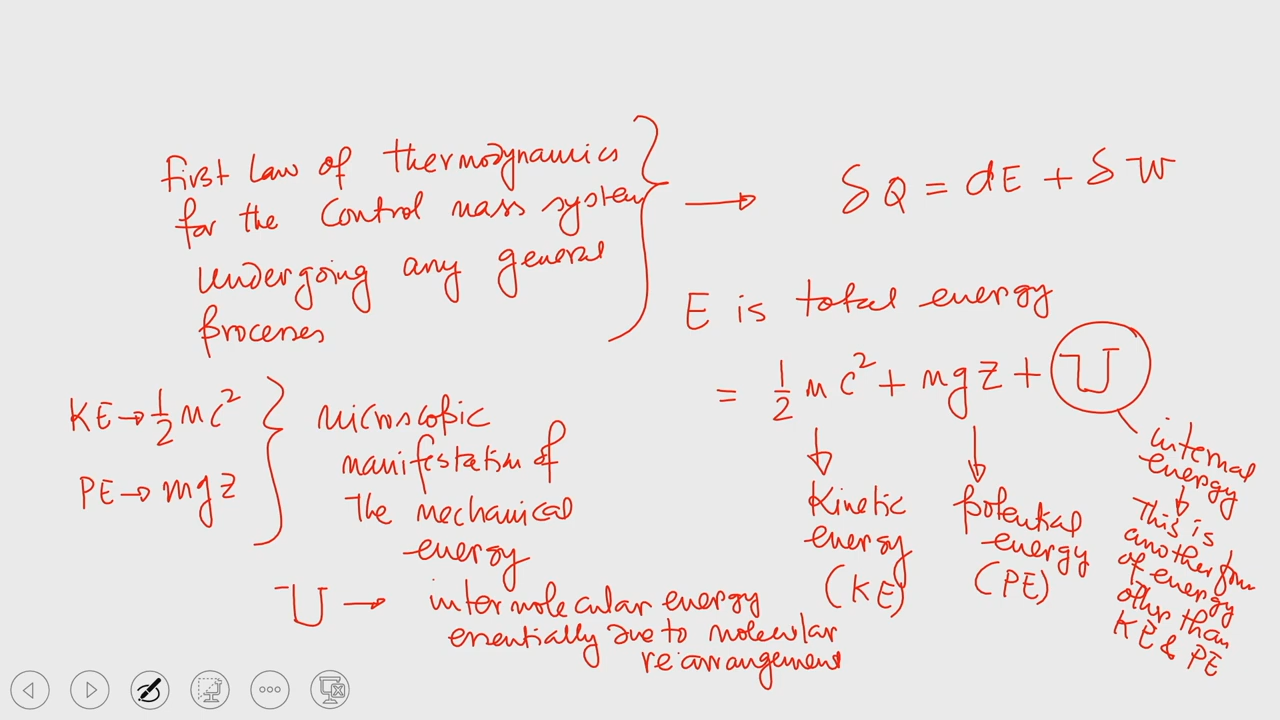 First Law of thermodynamics
for the Control mass system
undergoing any general
processes
→ δQ = dE + δW
E is total energy
= 1/2 mc² + mgz + U
Kinetic energy (KE)
potential energy (PE)
internal energy
This is
another form
of energy
other than
KE & PE
KE → 1/2 mc²
PE → mgz
microscopic
manifestation of
the mechanical
energy
U → intermolecular energy
essentially due to molecular
rearrangement